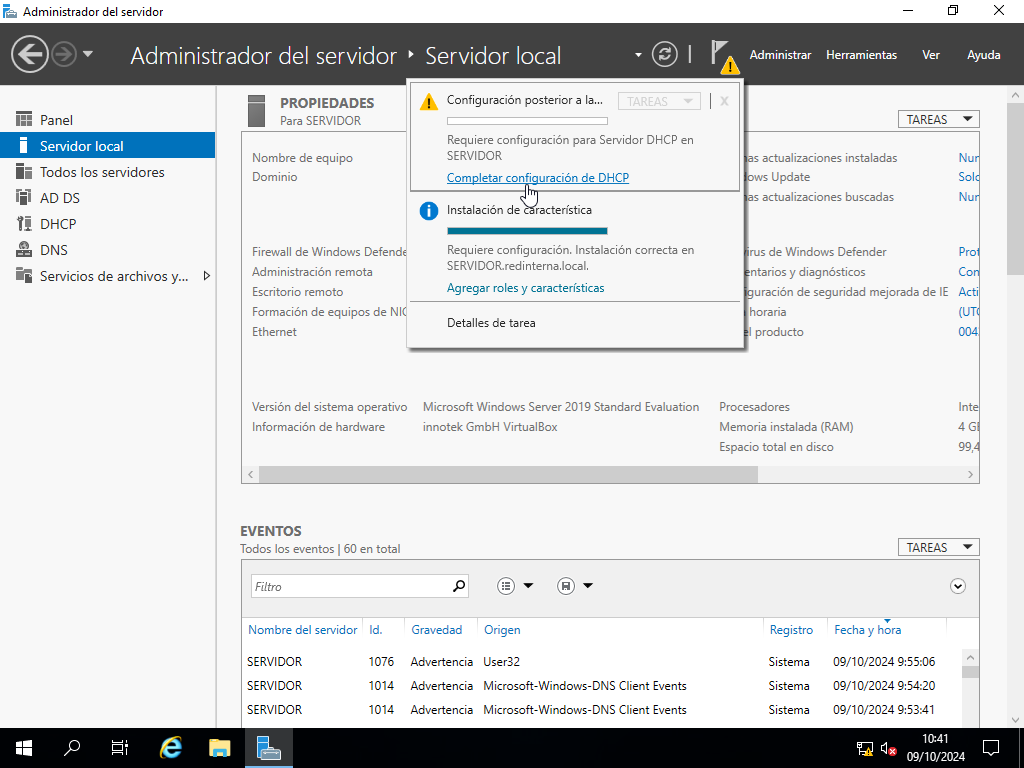 Administrador del servidor
Administrador del servidor • Servidor local
Administrar
Herramientas
Ver
Ayuda
Panel
Servidor local
Todos los servidores
AD DS
DHCP
DNS
Servicios de archivos y...
PROPIEDADES
Para SERVIDOR
TAREAS
Configuración posterior a la...
TAREAS
X
Requiere configuración para Servidor DHCP en
SERVIDOR
Completar configuración de DHCP
Instalación de característica
Requiere configuración. Instalación correcta en
SERVIDOR.redinterna.local.
Agregar roles y características
Detalles de tarea
Nombre de equipo
Dominio
Firewall de Windows Defende
Administración remota
Escritorio remoto
Formación de equipos de NIC
Ethernet
as actualizaciones instaladas
ows Update
as actualizaciones buscadas
virus de Windows Defender
entarios y diagnósticos
guración de seguridad mejorada de IE
horaria
el producto
Nun
Solo
Nun
Prot
Con
Acti
(UTC
004
Versión del sistema operativo Microsoft Windows Server 2019 Standard Evaluation
Información de hardware innotek GmbH VirtualBox
Procesadores Inte
Memoria instalada (RAM) 4 GB
Espacio total en disco 99,4
EVENTOS
Todos los eventos | 60 en total
TAREAS
Filtro
Nombre del servidor Id. Gravedad Origen Registro Fecha y hora
SERVIDOR 1076 Advertencia User32 Sistema 09/10/2024 9:55:06
SERVIDOR 1014 Advertencia Microsoft-Windows-DNS Client Events Sistema 09/10/2024 9:54:20
SERVIDOR 1014 Advertencia Microsoft-Windows-DNS Client Events Sistema 09/10/2024 9:53:41
10:41
09/10/2024